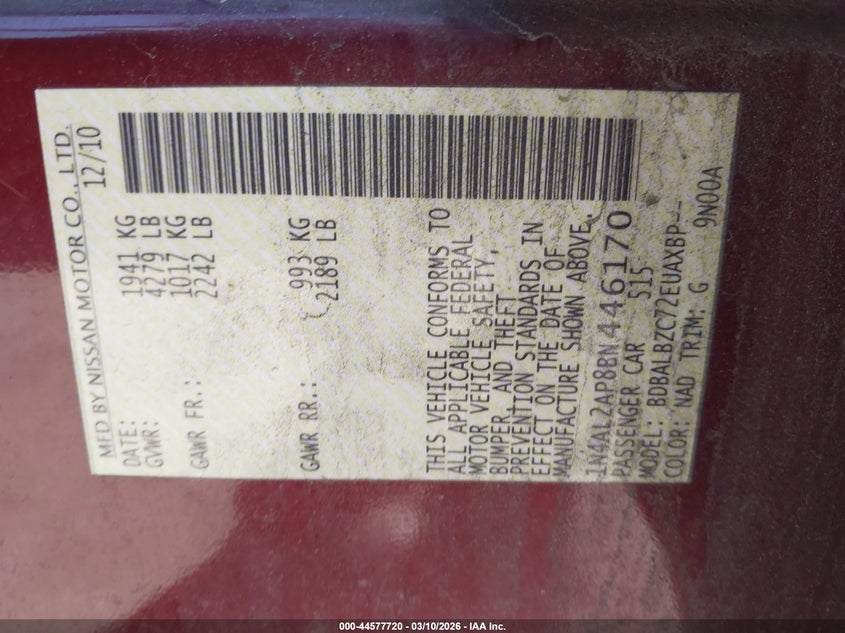 MFD BY NISSAN MOTOR CO., LTD.
DATE: 12/10
GVWR: 1941 KG
4279 LB
GAWR FR.: 1017 KG
2242 LB
GAWR RR.: 993 KG
2189 LB
THIS VEHICLE CONFORMS TO
ALL APPLICABLE FEDERAL
MOTOR VEHICLE SAFETY,
BUMPER, AND THEFT
PREVENTION STANDARDS IN
EFFECT ON THE DATE OF
MANUFACTURE SHOWN ABOVE.
1N4AL2AP8BN446170
PASSENGER CAR 515
MODEL: BDBALBZC72EUAXBP--
COLOR: NAD TRIM: G 9N00A
000-44577720 — 03/10/2026 — IAA Inc.